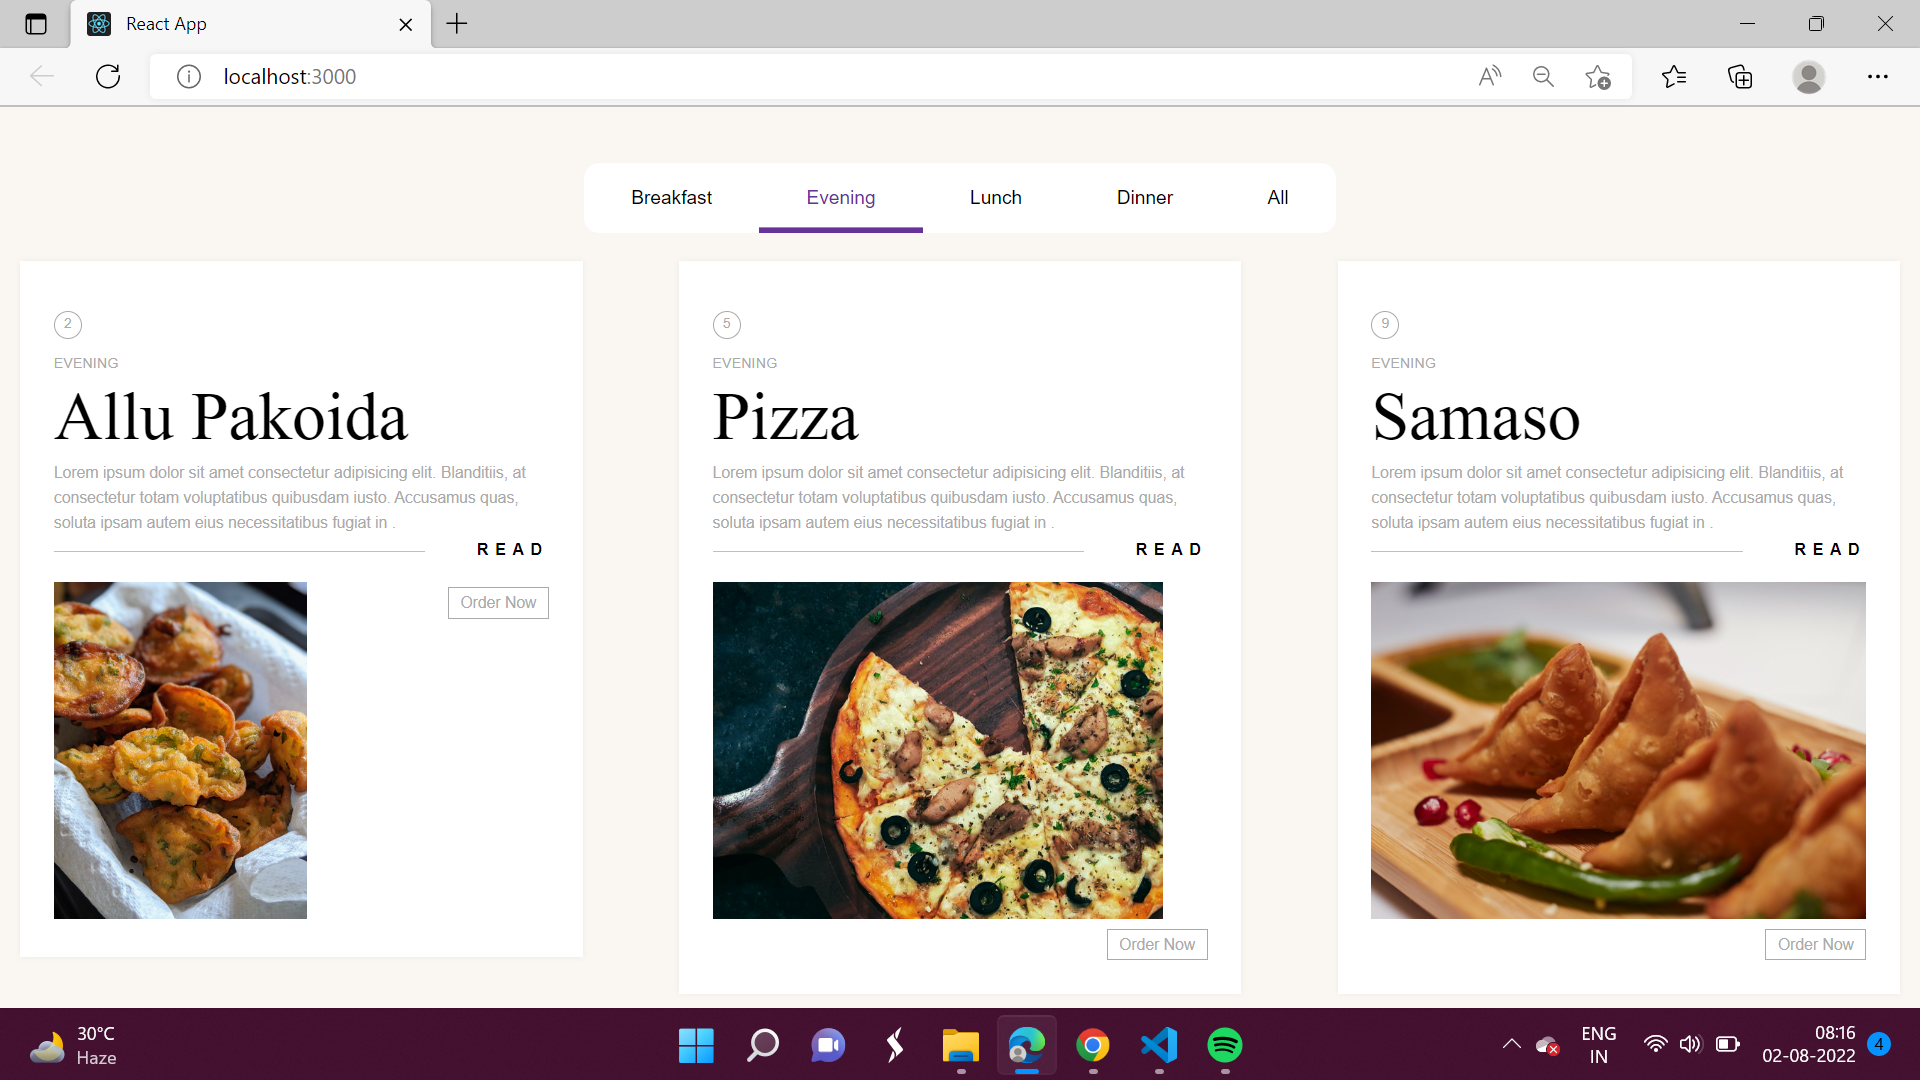 React App
localhost:3000
Breakfast Evening Lunch Dinner All
2
EVENING
Allu Pakoida
Lorem ipsum dolor sit amet consectetur adipisicing elit. Blanditiis, at
consectetur totam voluptatibus quibusdam iusto. Accusamus quas,
soluta ipsam autem eius necessitatibus fugiat in .
READ
Order Now
5
EVENING
Pizza
Lorem ipsum dolor sit amet consectetur adipisicing elit. Blanditiis, at
consectetur totam voluptatibus quibusdam iusto. Accusamus quas,
soluta ipsam autem eius necessitatibus fugiat in .
READ
Order Now
9
EVENING
Samaso
Lorem ipsum dolor sit amet consectetur adipisicing elit. Blanditiis, at
consectetur totam voluptatibus quibusdam iusto. Accusamus quas,
soluta ipsam autem eius necessitatibus fugiat in .
READ
Order Now
30°C
Haze
ENG
IN
08:16
02-08-2022
4